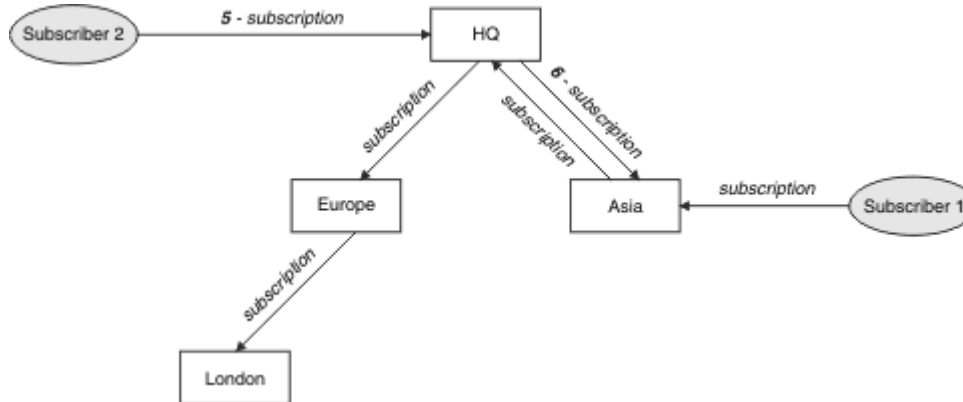 5 - subscription
Subscriber 2
HQ
subscription
6 - subscription
subscription
Europe
Asia
subscription
Subscriber 1
subscription
London